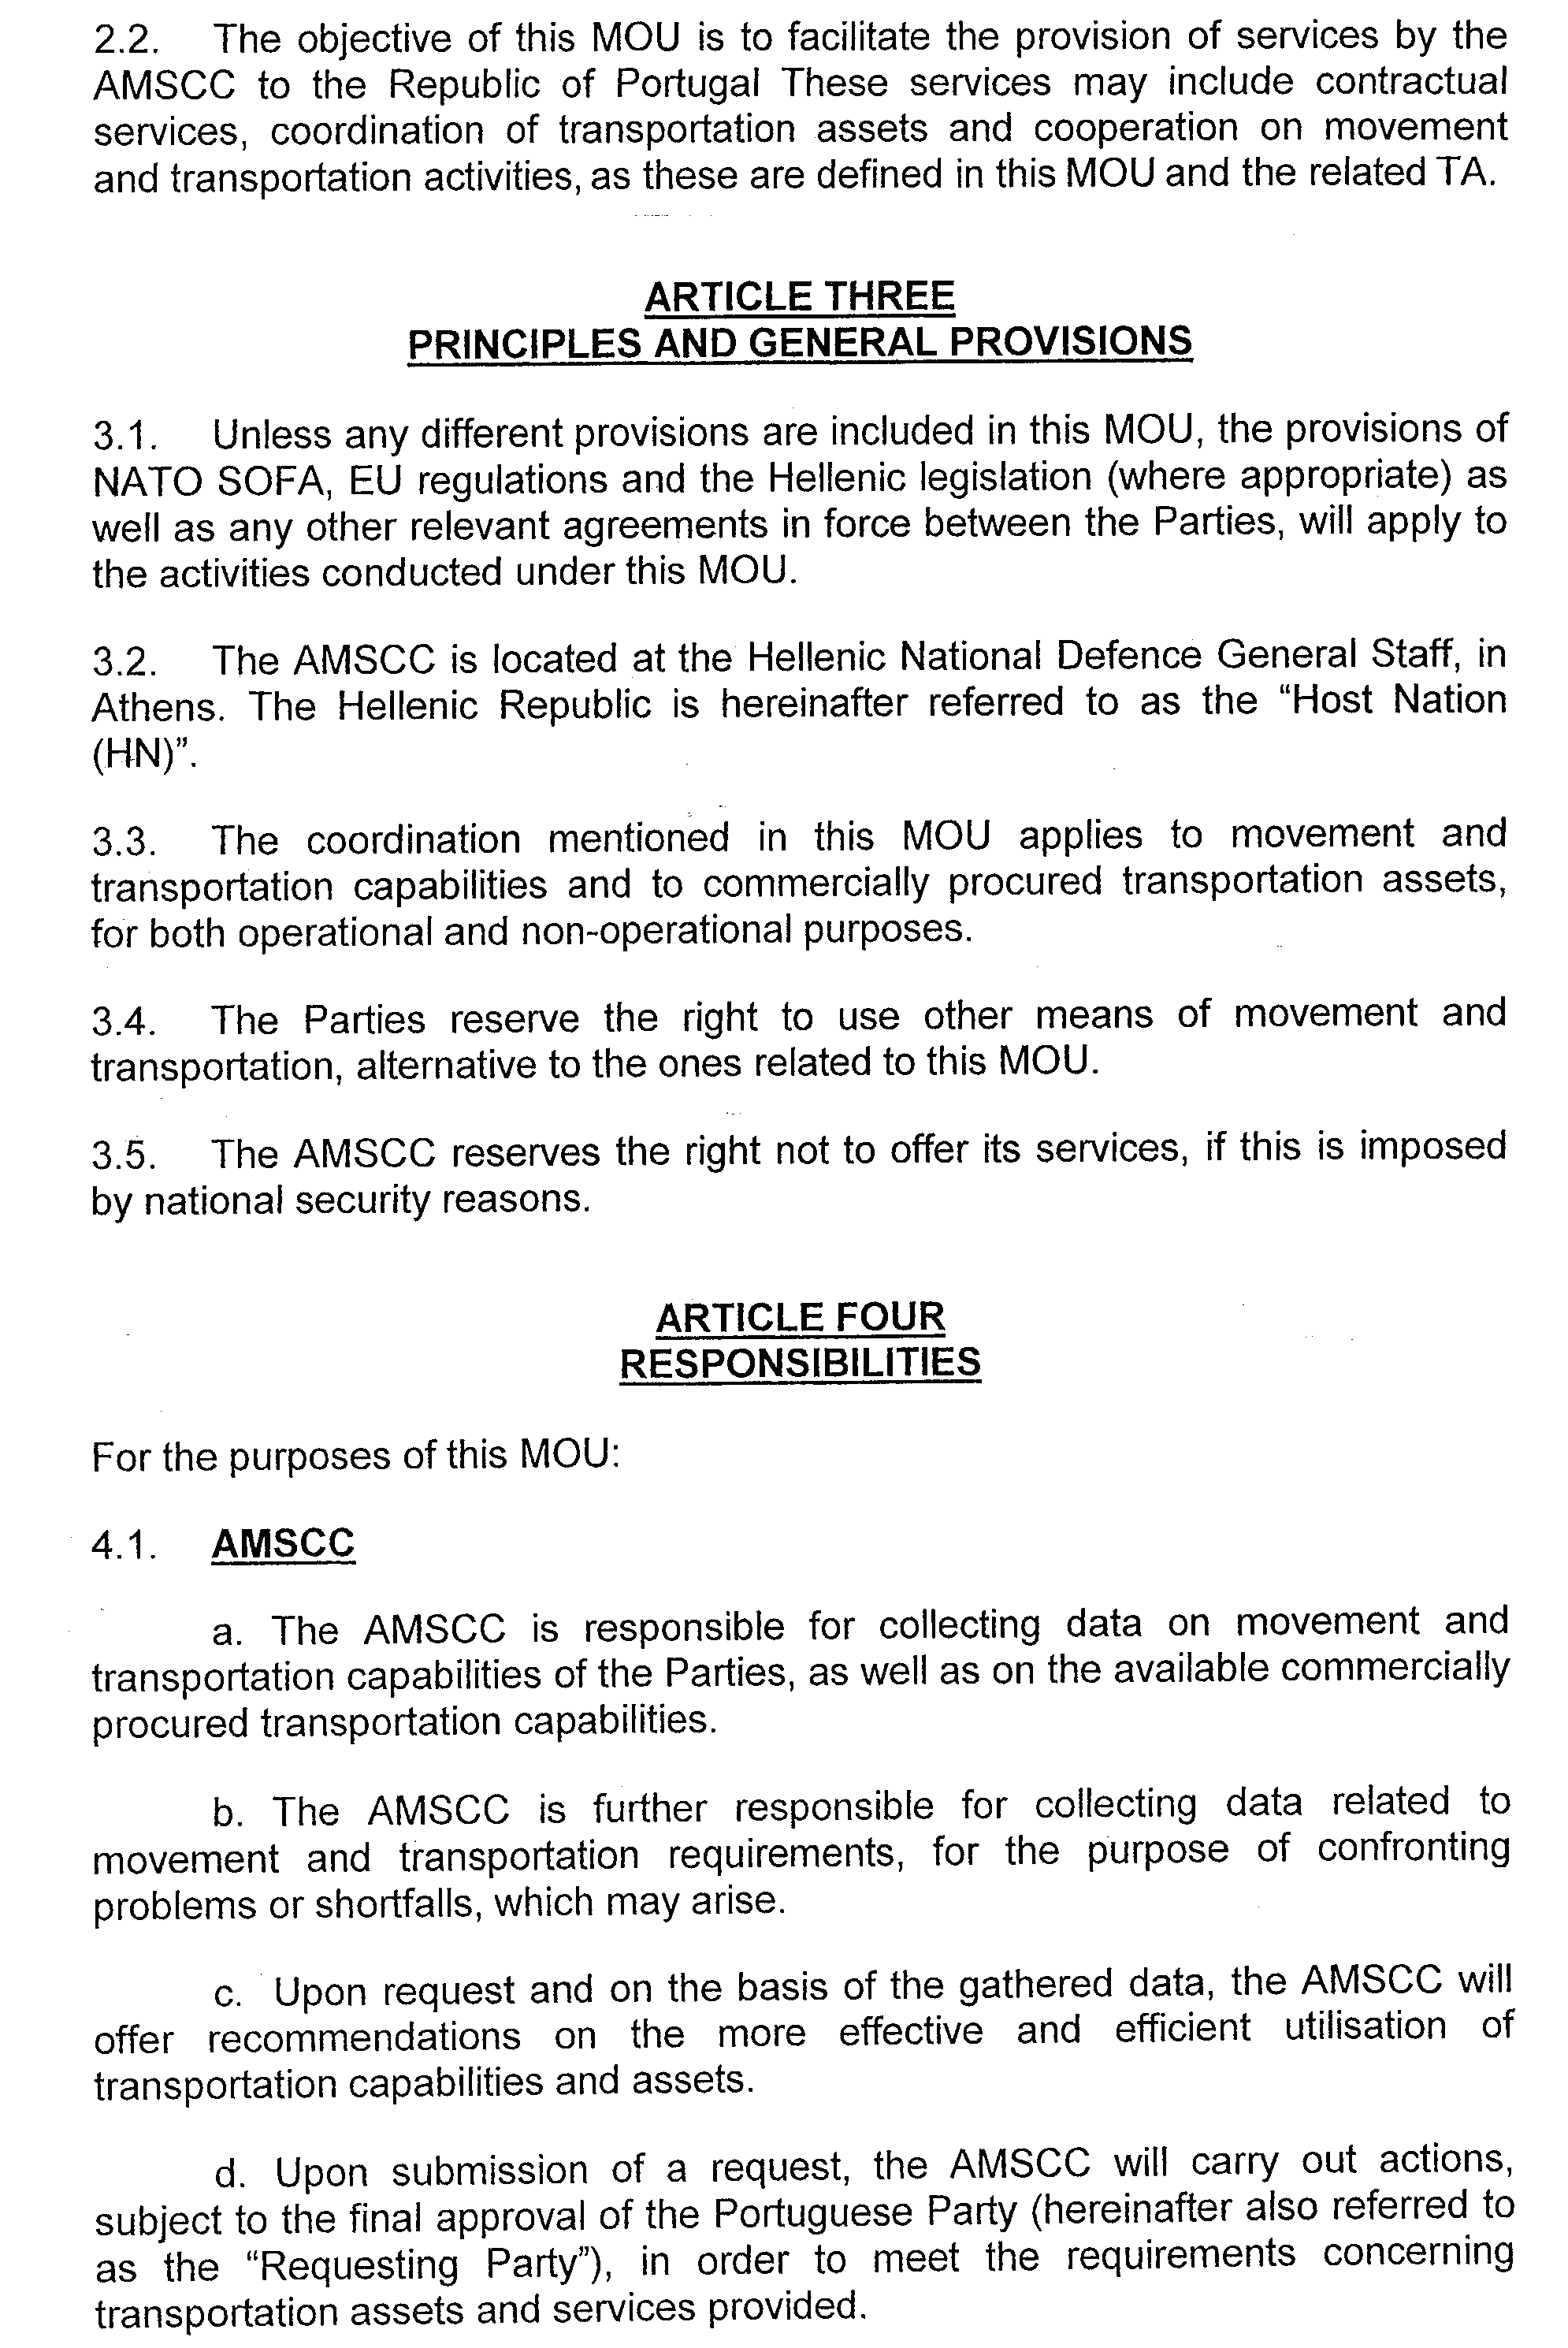 2.2. The objective of this MOU is to facilitate the provision of services by the
AMSCC to the Republic of Portugal These services may include contractual
services, coordination of transportation assets and cooperation on movement
and transportation activities, as these are defined in this MOU and the related TA.
ARTICLE THREE
PRINCIPLES AND GENERAL PROVISIONS
3.1. Unless any different provisions are included in this MOU, the provisions of
NATO SOFA, EU regulations and the Hellenic legislation (where appropriate) as
well as any other relevant agreements in force between the Parties, will apply to
the activities conducted under this MOU.
3.2. The AMSCC is located at the Hellenic National Defence General Staff, in
Athens. The Hellenic Republic is hereinafter referred to as the “Host Nation
(HN)”.
3.3. The coordination mentioned in this MOU applies to movement and
transportation capabilities and to commercially procured transportation assets,
for both operational and non-operational purposes.
3.4. The Parties reserve the right to use other means of movement and
transportation, alternative to the ones related to this MOU.
3.5. The AMSCC reserves the right not to offer its services, if this is imposed
by national security reasons.
ARTICLE FOUR
RESPONSIBILITIES
For the purposes of this MOU:
4.1. AMSCC
a. The AMSCC is responsible for collecting data on movement and
transportation capabilities of the Parties, as well as on the available commercially
procured transportation capabilities.
b. The AMSCC is further responsible for collecting data related to
movement and transportation requirements, for the purpose of confronting
problems or shortfalls, which may arise.
c. Upon request and on the basis of the gathered data, the AMSCC will
offer recommendations on the more effective and efficient utilisation of
transportation capabilities and assets.
d. Upon submission of a request, the AMSCC will carry out actions,
subject to the final approval of the Portuguese Party (hereinafter also referred to
as the “Requesting Party”), in order to meet the requirements concerning
transportation assets and services provided.